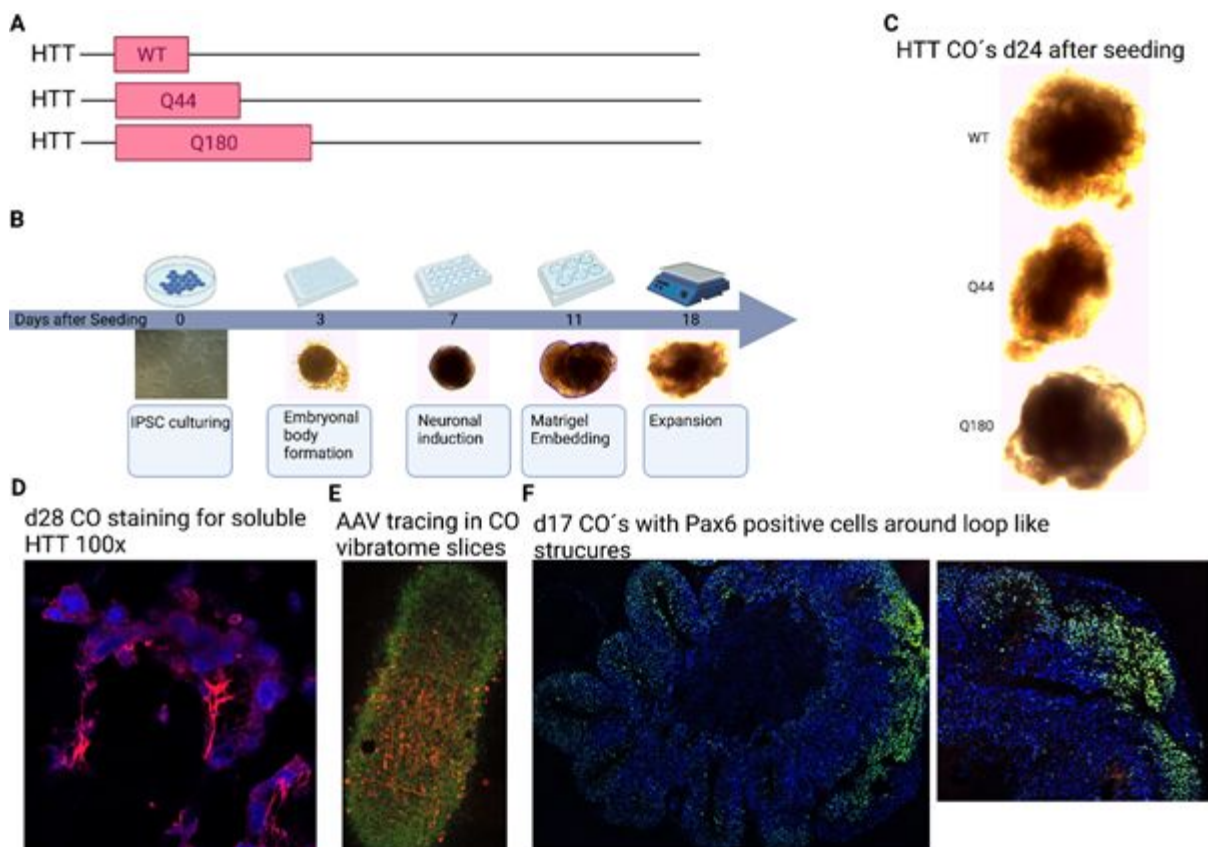 A
HTT
WT
HTT
Q44
HTT
Q180
B
Days after Seeding
0
3
7
11
18
IPSC culturing
Embryonal
body
formation
Neuronal
induction
Matrigel
Embedding
Expansion
C
HTT CO´s d24 after seeding
WT
Q44
Q180
D
d28 CO staining for soluble
HTT 100x
E
AAV tracing in CO
vibratome slices
F
d17 CO´s with Pax6 positive cells around loop like
strucures